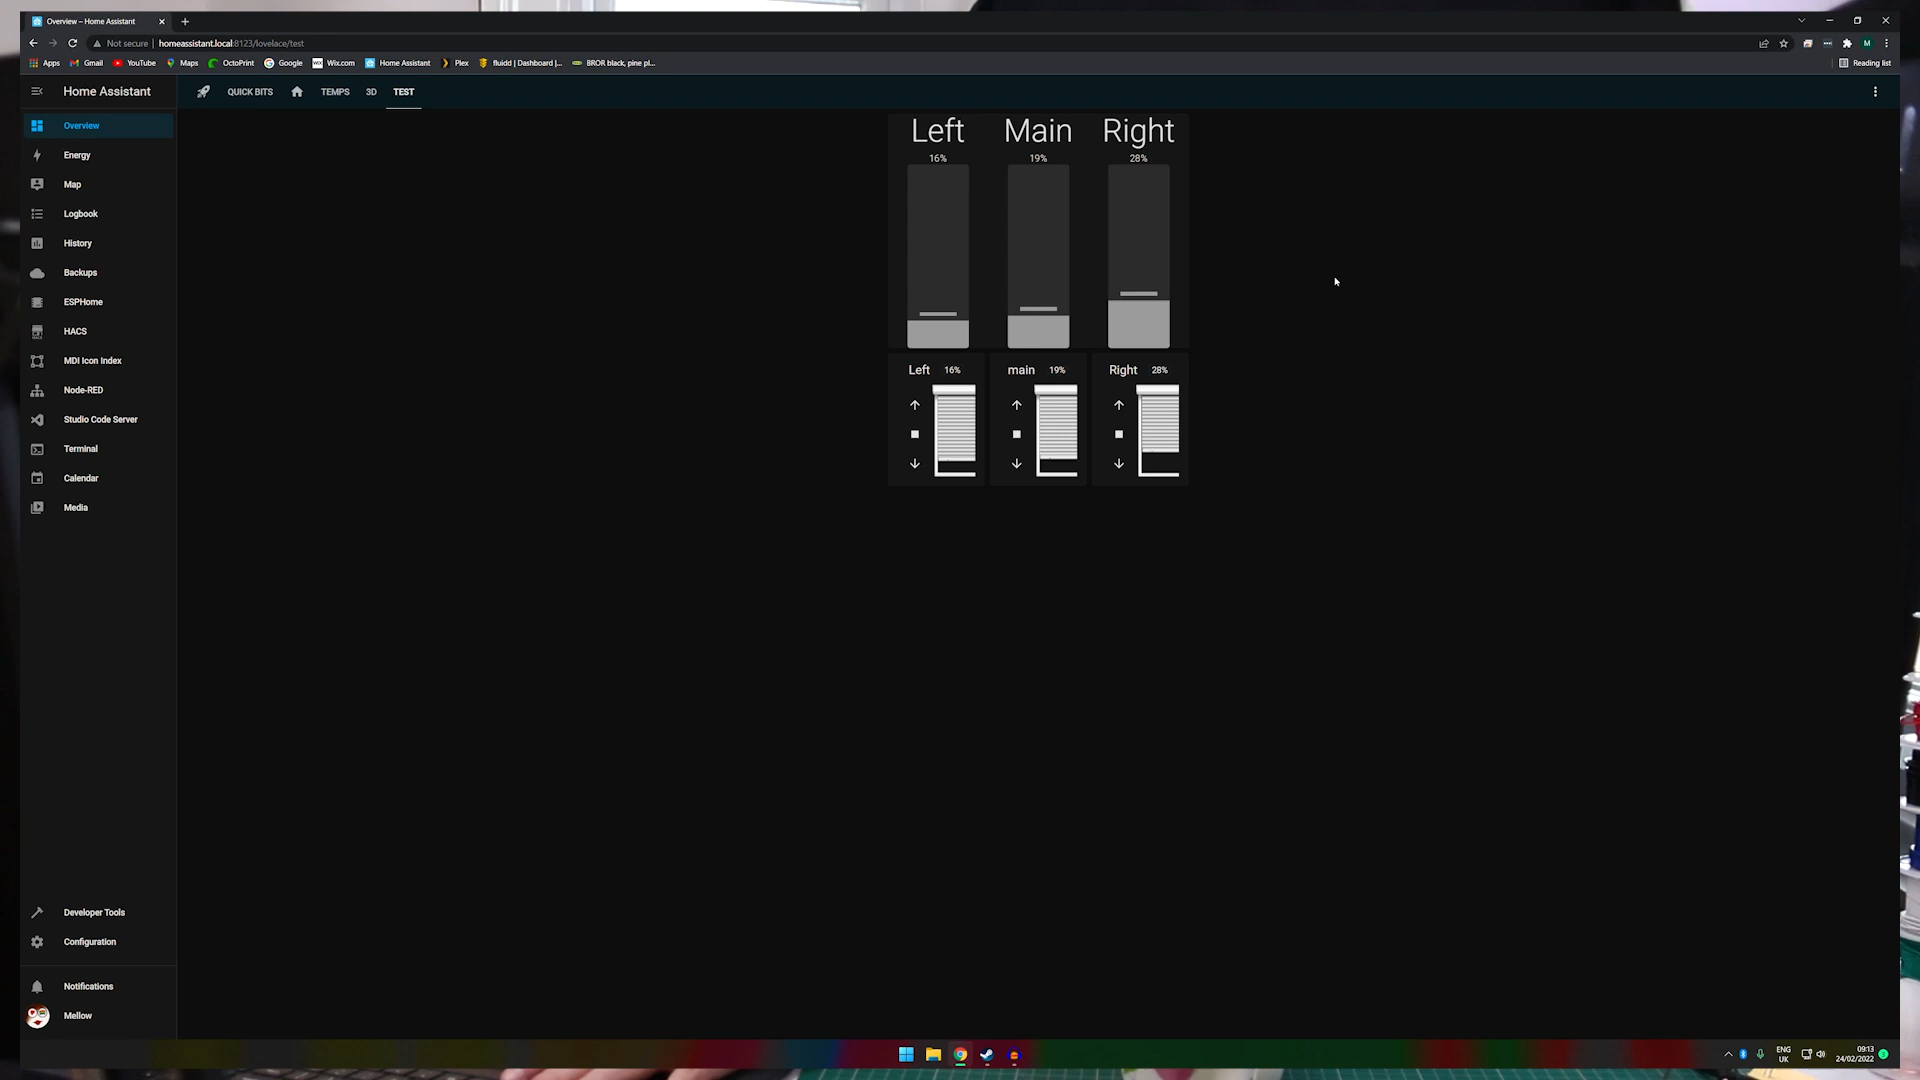 Overview – Home Assistant
Not secure homeassistant.local:8123/lovelace/test
Apps Gmail YouTube Maps OctoPrint Google Wix.com Home Assistant Plex fluidd | Dashboard |... BROR black, pine pl... Reading list
Home Assistant QUICK BITS TEMPS 3D TEST
Overview
Energy
Map
Logbook
History
Backups
ESPHome
HACS
MDI Icon Index
Node-RED
Studio Code Server
Terminal
Calendar
Media
Developer Tools
Configuration
Notifications
Mellow
Left Main Right
16% 19% 28%
Left 16% main 19% Right 28%
ENG
UK
09:13
24/02/2022